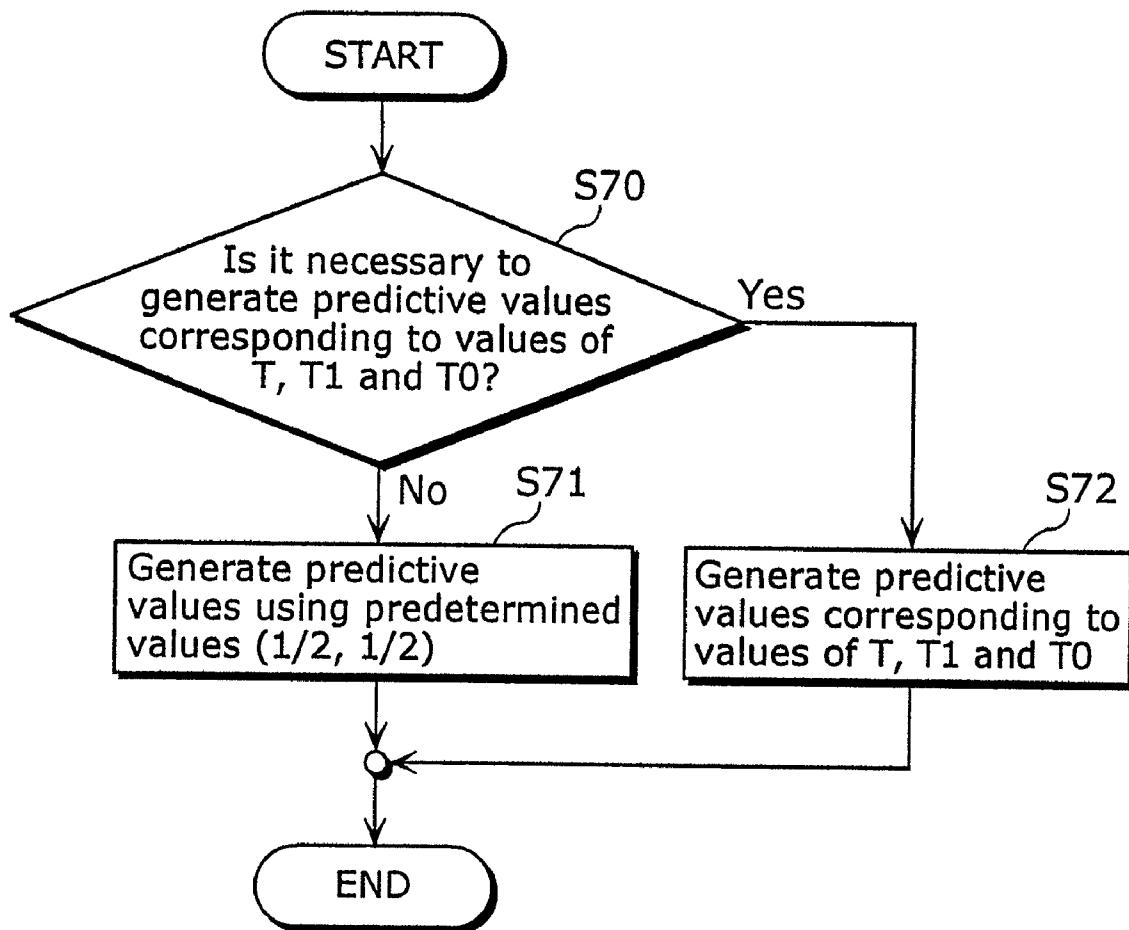 START
S70
Is it necessary to
generate predictive values
corresponding to values of
T, T1 and T0?
Yes
No
S71
S72
Generate predictive
values using predetermined
values (1/2, 1/2)
Generate predictive
values corresponding to
values of T, T1 and T0
END